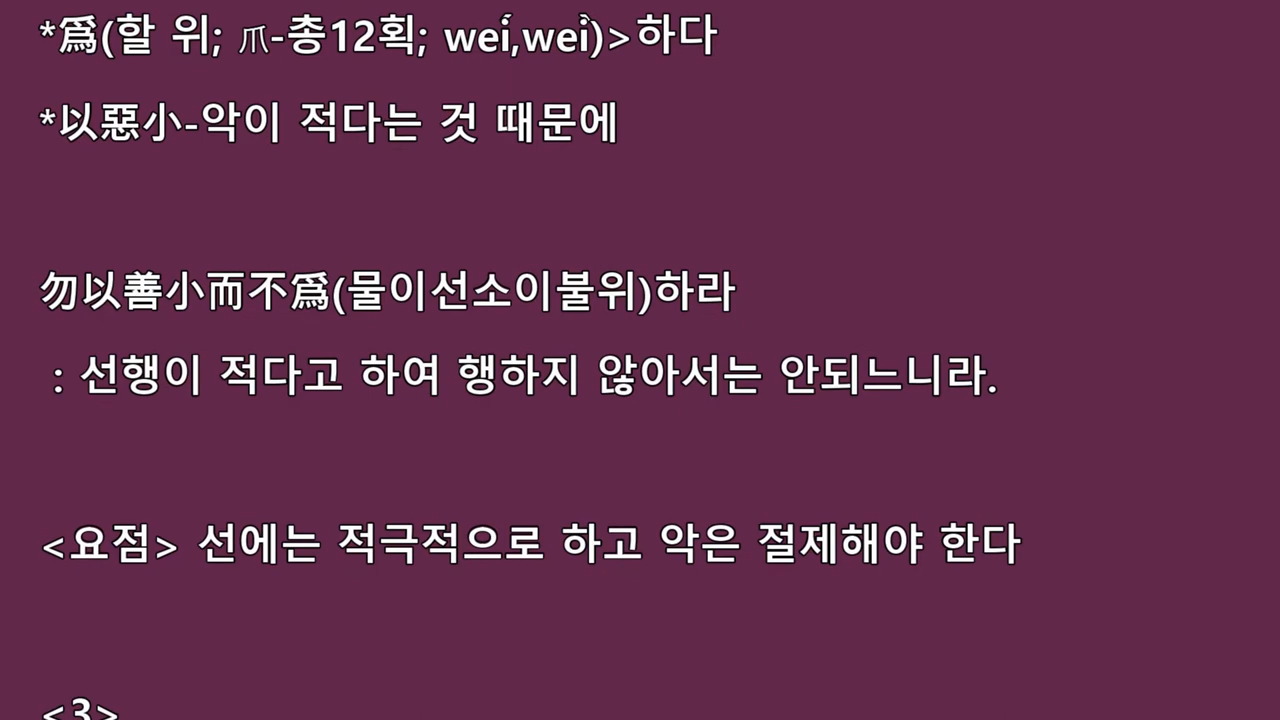 *爲(할 위; 爪-총12획; wéi,wèi)>하다
*以惡小-악이 적다는 것 때문에
勿以善小而不爲(물이선소이불위)하라
: 선행이 적다고 하여 행하지 않아서는 안되느니라.
<요점> 선에는 적극적으로 하고 악은 절제해야 한다
<3>